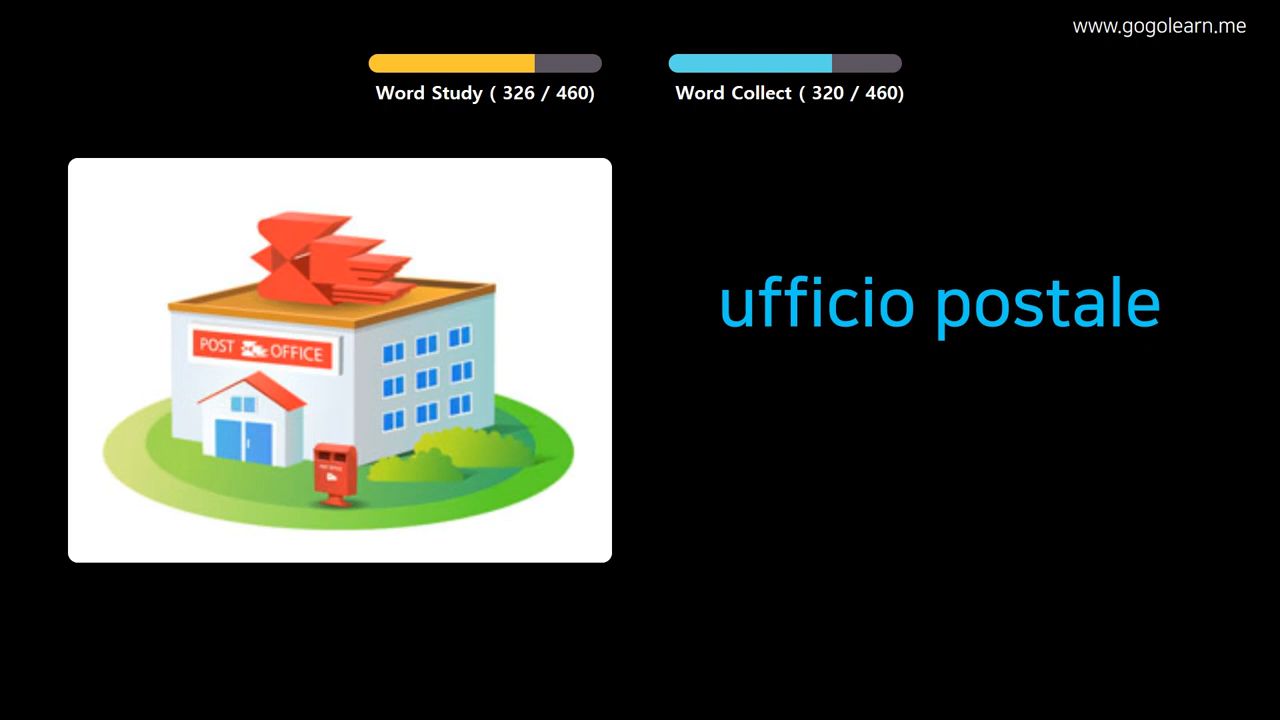 www.gogolearn.me
Word Study ( 326 / 460)
Word Collect ( 320 / 460)
POST OFFICE
ufficio postale